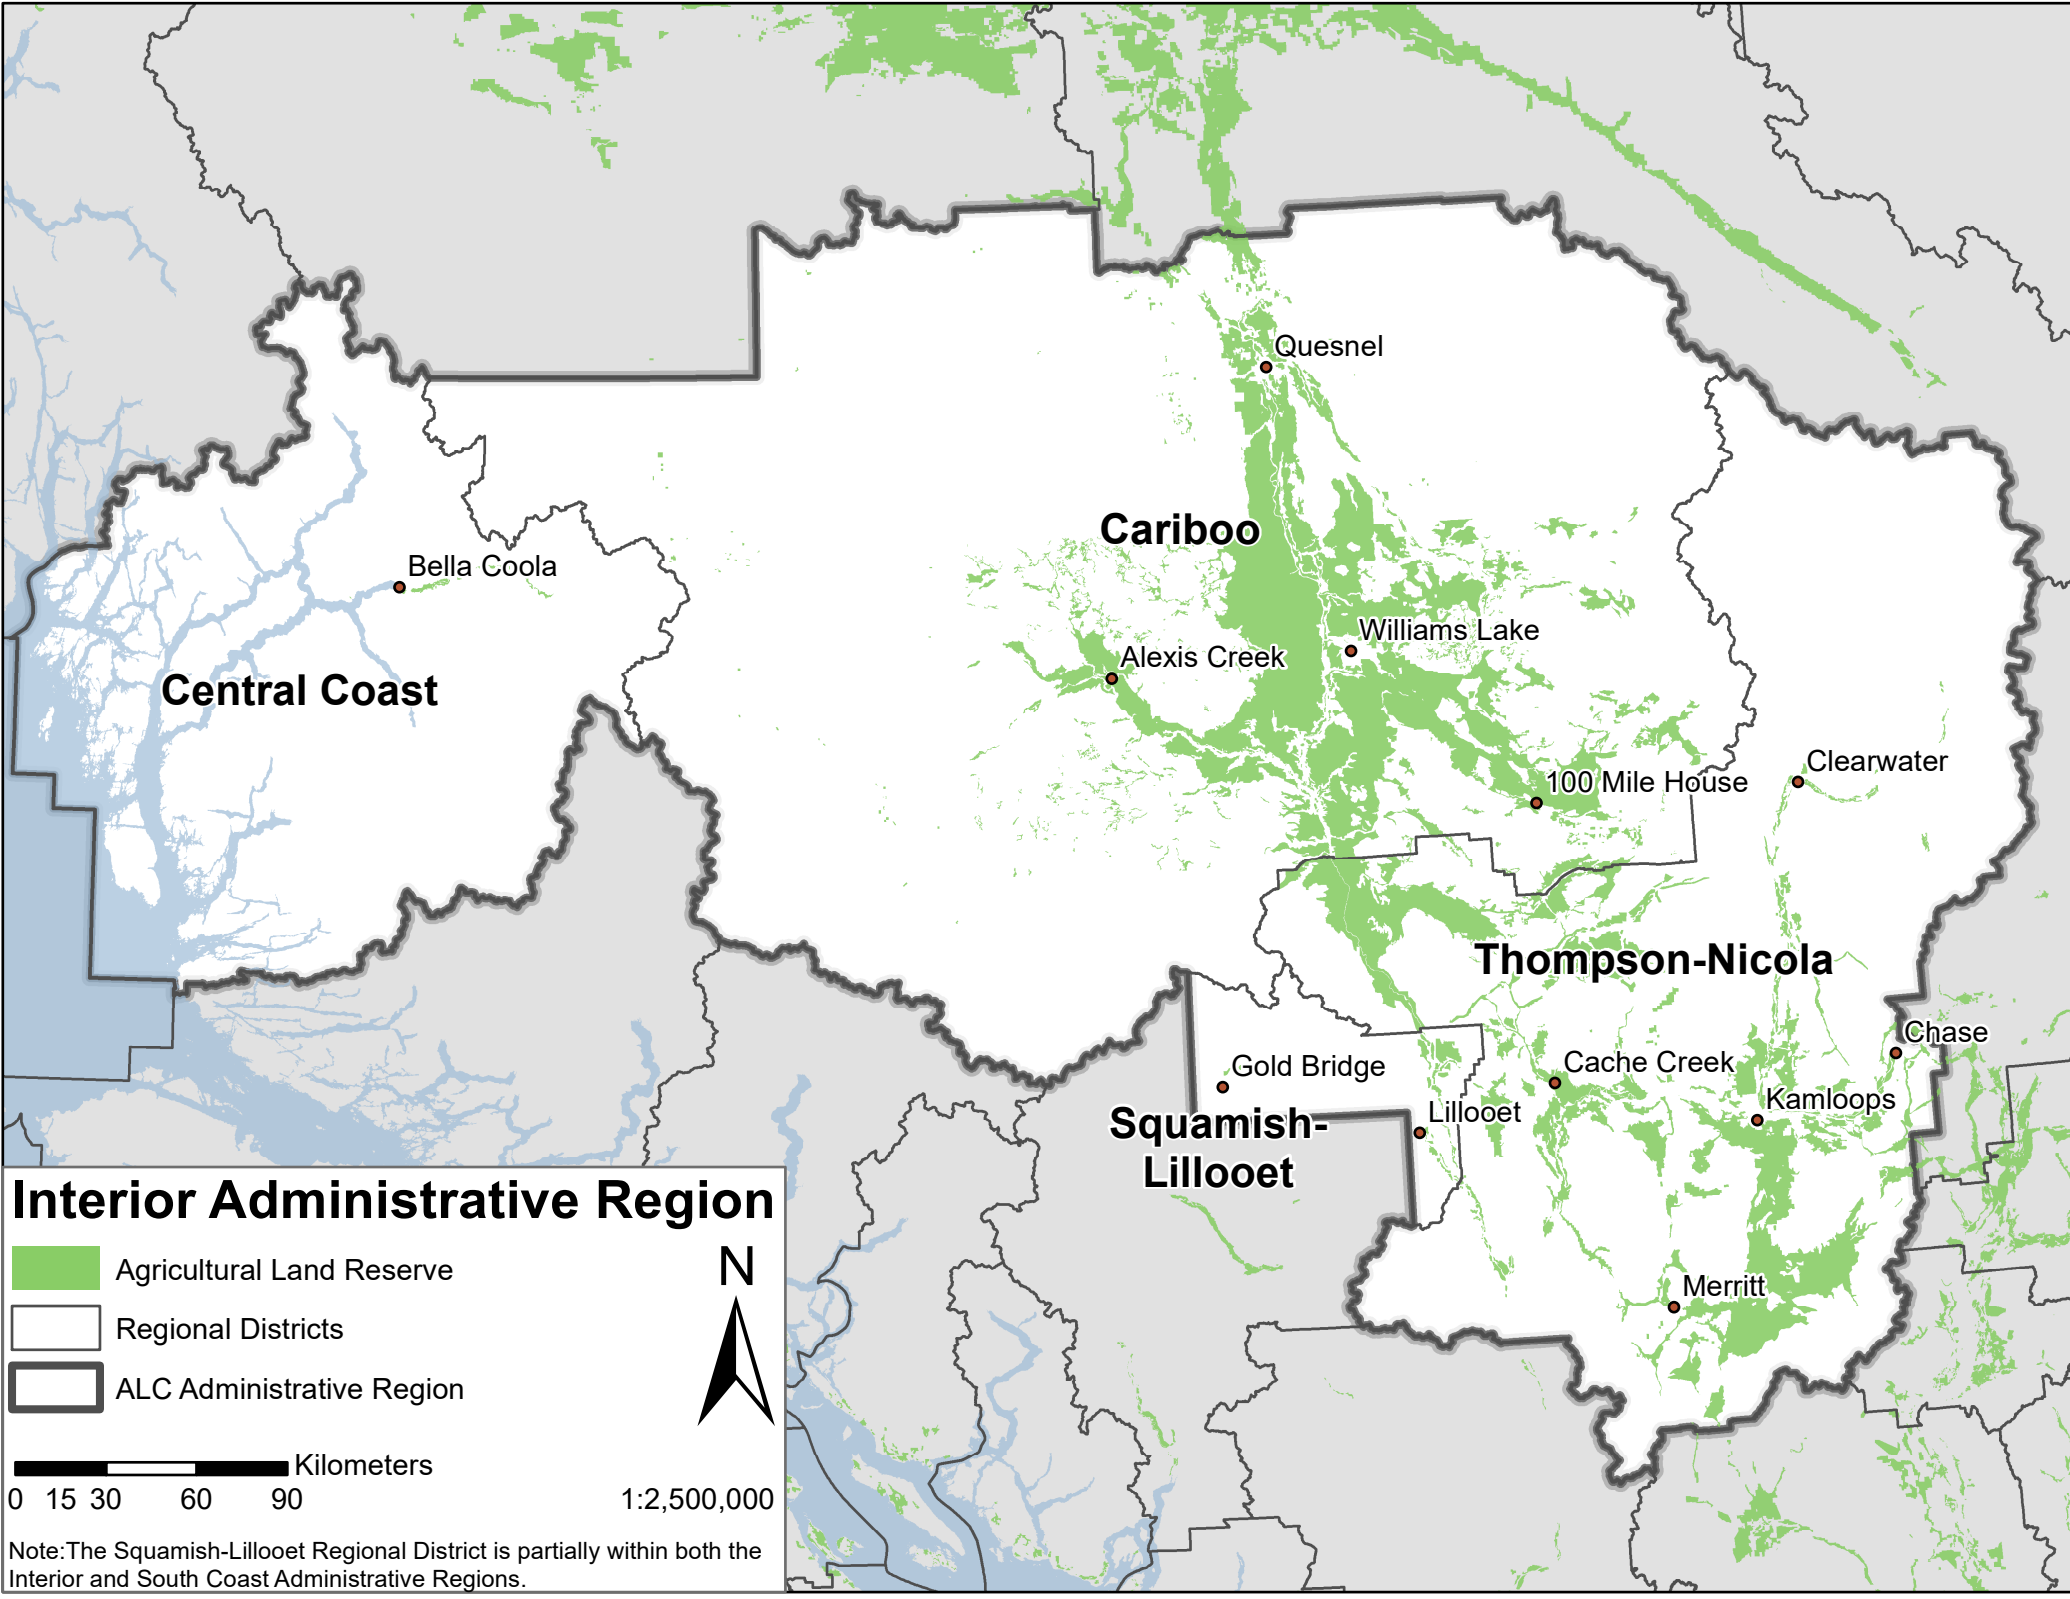 Quesnel
Cariboo
Bella Coola
Williams Lake
Alexis Creek
Central Coast
Clearwater
100 Mile House
Thompson-Nicola
Chase
Gold Bridge
Cache Creek
Kamloops
Lillooet
Squamish-
Lillooet
Merritt
Interior Administrative Region
Agricultural Land Reserve
N
Regional Districts
ALC Administrative Region
Kilometers
0 15 30 60 90
1:2,500,000
Note:The Squamish-Lillooet Regional District is partially within both the
Interior and South Coast Administrative Regions.